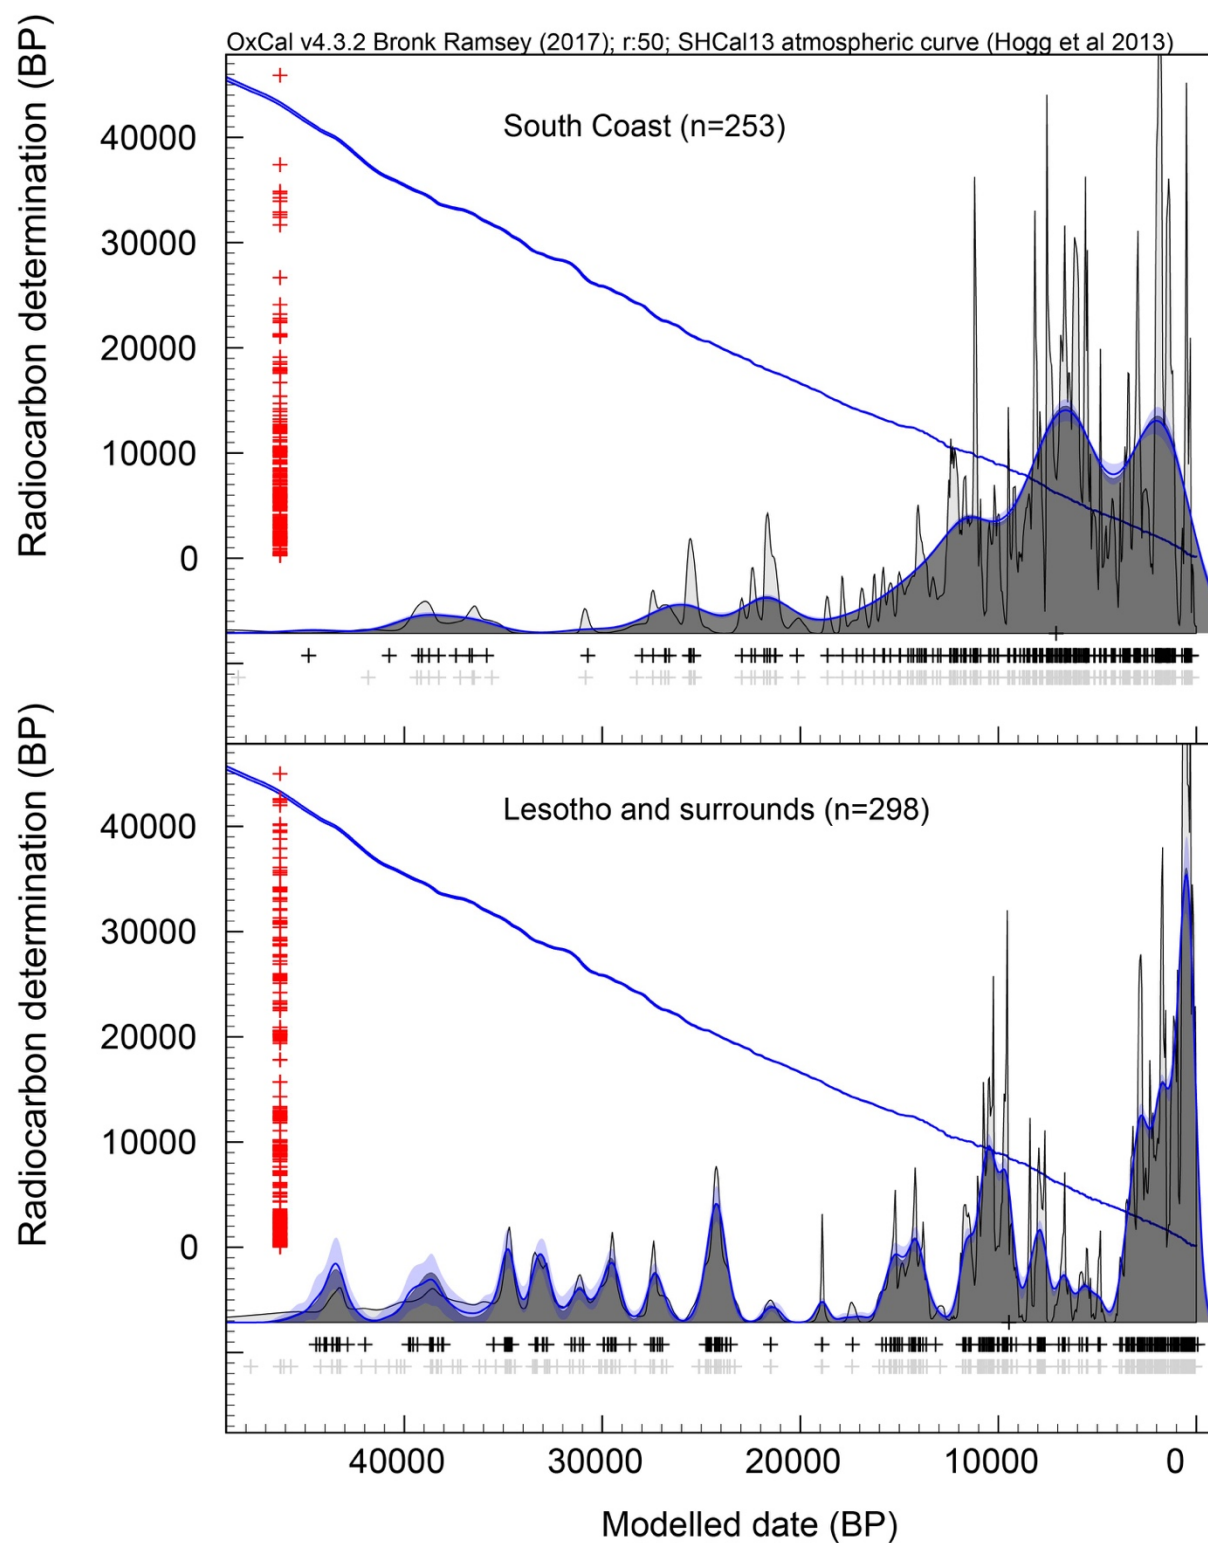 OxCal v4.3.2 Bronk Ramsey (2017); r:50; SHCal13 atmospheric curve (Hogg et al 2013)
Radiocarbon determination (BP)
South Coast (n=253)
40000
30000
20000
10000
0
Radiocarbon determination (BP)
Lesotho and surrounds (n=298)
40000
30000
20000
10000
0
40000 30000 20000 10000 0
Modelled date (BP)